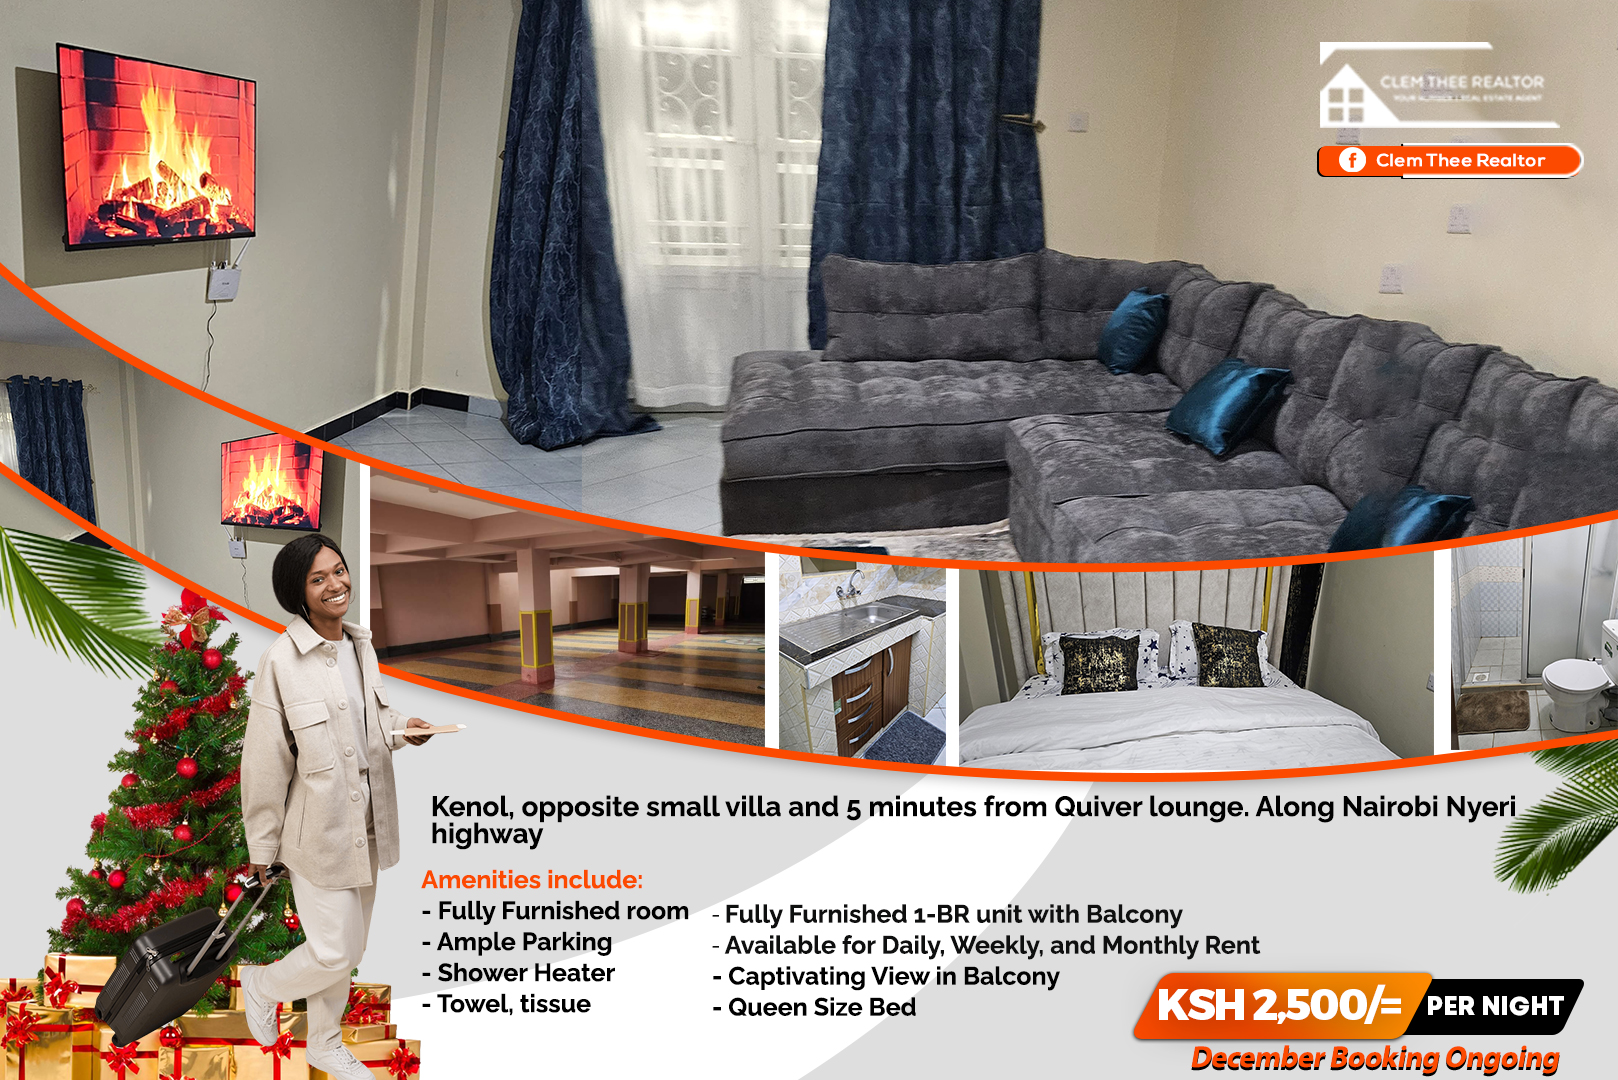 CLEM THEE REALTOR
Clem Thee Realtor
Kenol, opposite small villa and 5 minutes from Quiver lounge. Along Nairobi Nyeri
highway
Amenities include:
- Fully Furnished room
- Ample Parking
- Shower Heater
- Towel, tissue
- Fully Furnished 1-BR unit with Balcony
- Available for Daily, Weekly, and Monthly Rent
- Captivating View in Balcony
- Queen Size Bed
KSH 2,500/= PER NIGHT
December Booking Ongoing